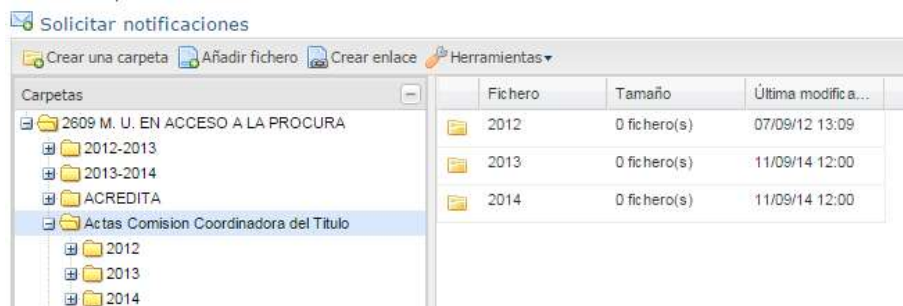 Solicitar notificaciones
Crear una carpeta Añadir fichero Crear enlace Herramientas
Carpetas
2609 M. U. EN ACCESO A LA PROCURA
2012-2013
2013-2014
ACREDITA
Actas Comision Coordinadora del Titulo
2012
2013
2014
Fichero Tamaño Última modifica...
2012 0 fichero(s) 07/09/12 13:09
2013 0 fichero(s) 11/09/14 12:00
2014 0 fichero(s) 11/09/14 12:00